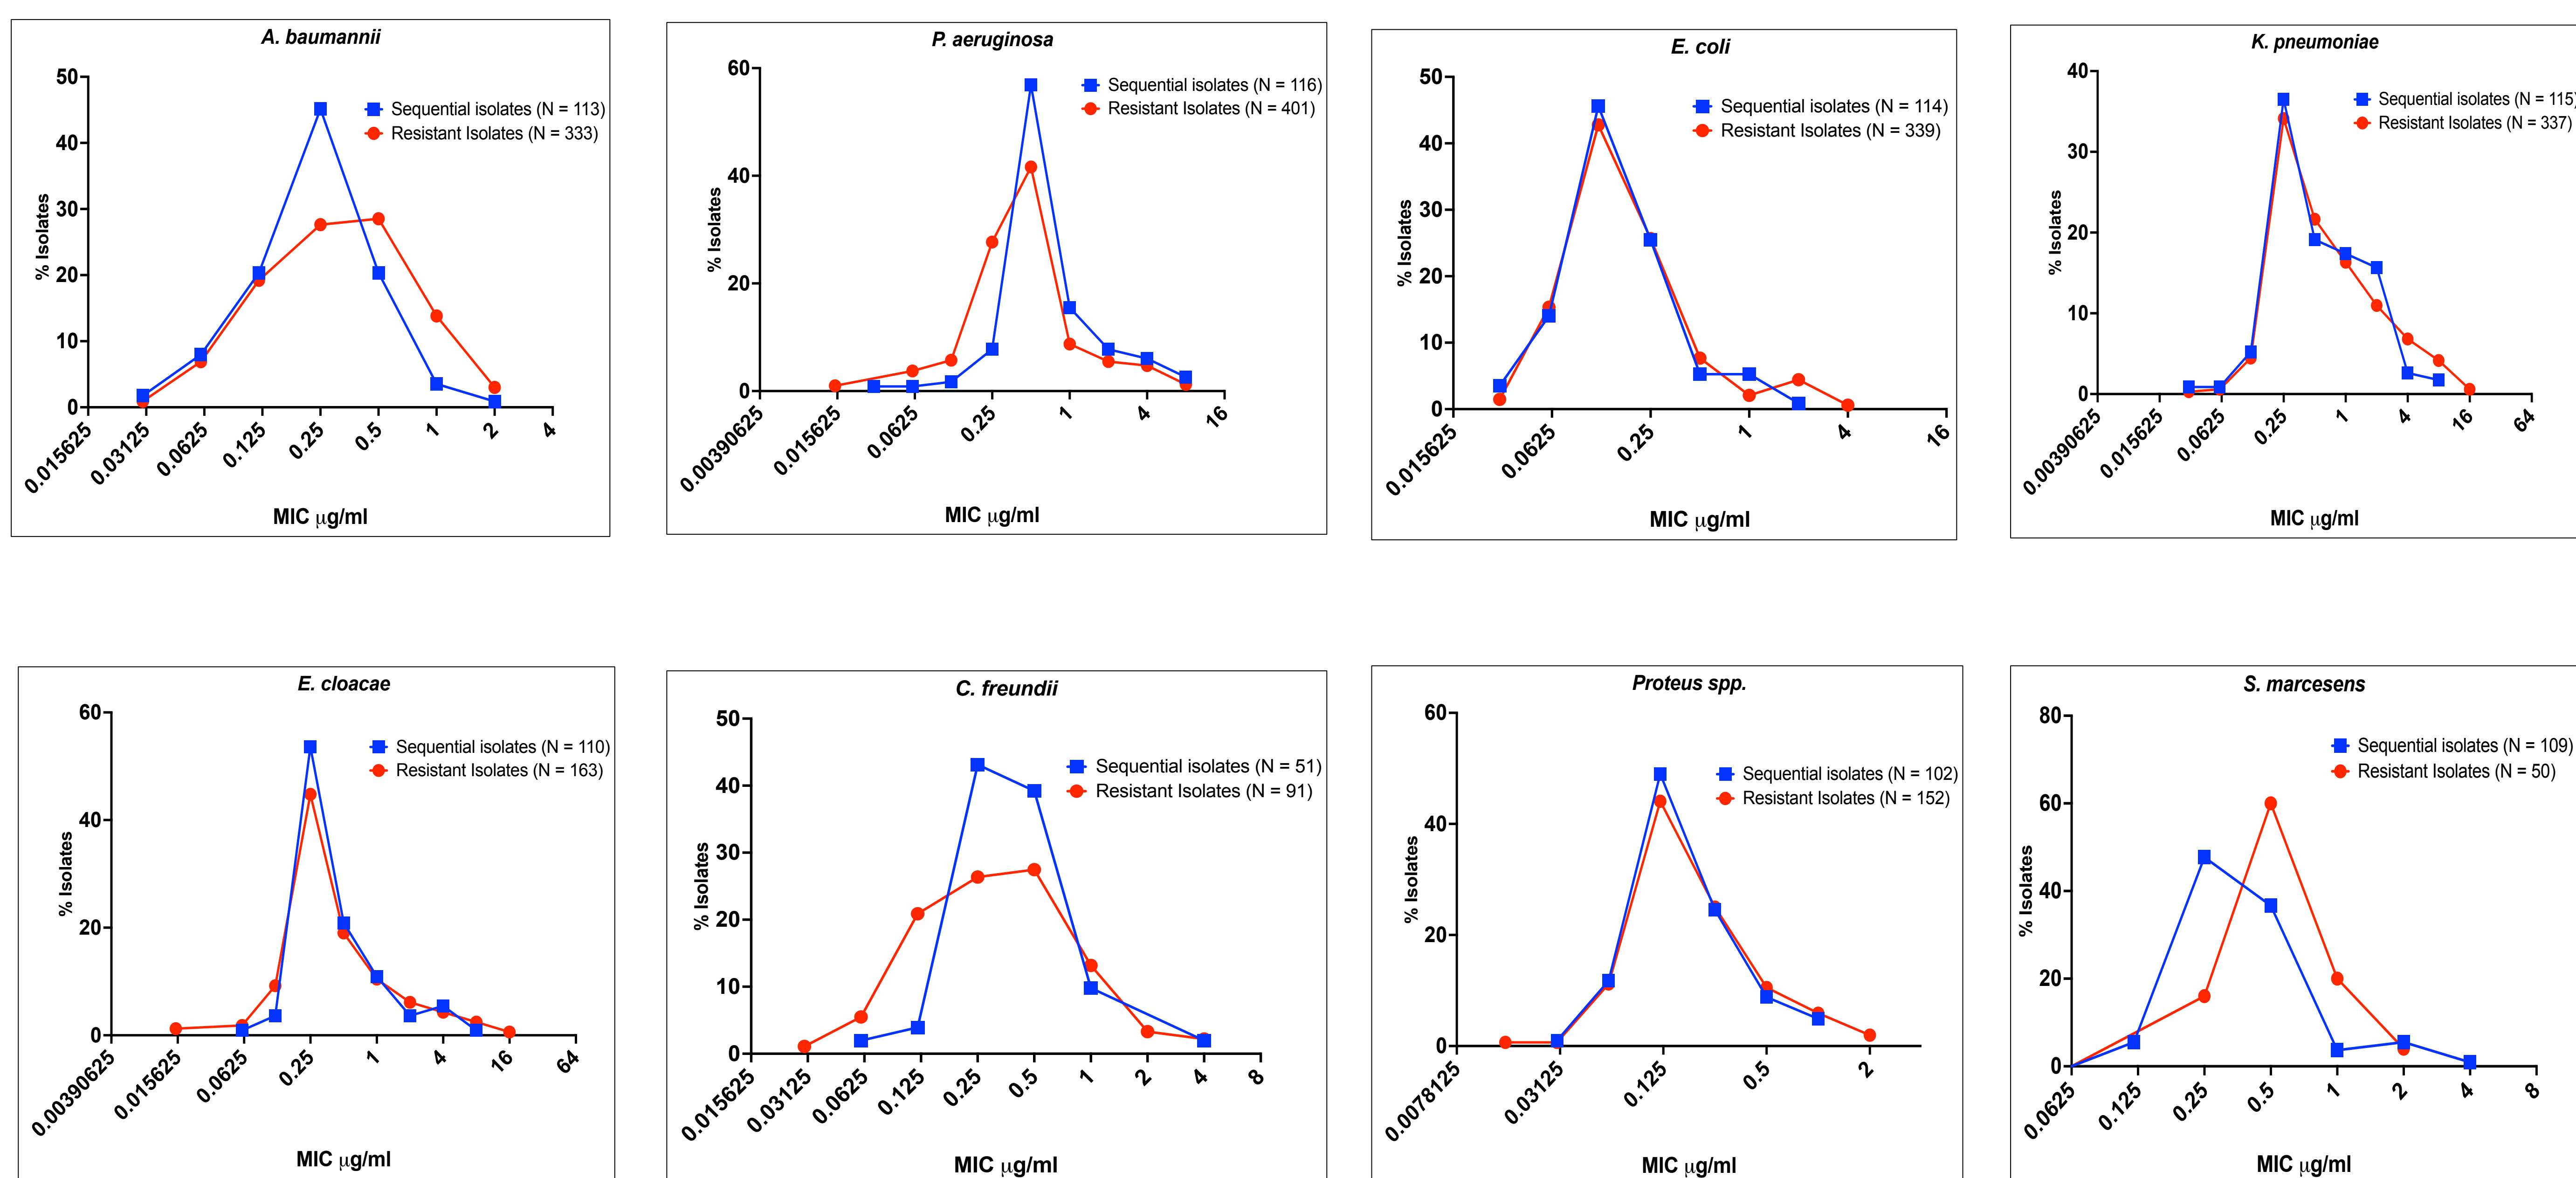 A. baumannii
50
40
30
20
10
0
% Isolates
Sequential isolates (N = 113)
Resistant Isolates (N = 333)
0.015625
0.03125
0.0625
0.125
0.25
0.5
1
2
4
MIC µg/ml
P. aeruginosa
60
40
20
0
% Isolates
Sequential isolates (N = 116)
Resistant Isolates (N = 401)
0.00390625
0.015625
0.0625
0.25
1
4
16
MIC µg/ml
E. coli
50
40
30
20
10
0
% Isolates
Sequential isolates (N = 114)
Resistant Isolates (N = 339)
0.015625
0.0625
0.25
1
4
16
MIC µg/ml
K. pneumoniae
40
30
20
10
0
% Isolates
Sequential isolates (N = 115)
Resistant Isolates (N = 337)
0.00390625
0.015625
0.0625
0.25
1
4
16
64
MIC µg/ml
E. cloacae
60
40
20
0
% Isolates
Sequential isolates (N = 110)
Resistant Isolates (N = 163)
0.00390625
0.015625
0.0625
0.25
1
4
16
64
MIC µg/ml
C. freundii
50
40
30
20
10
0
% Isolates
Sequential isolates (N = 51)
Resistant Isolates (N = 91)
0.015625
0.03125
0.0625
0.125
0.25
0.5
1
2
4
8
MIC µg/ml
Proteus spp.
60
40
20
0
% Isolates
Sequential isolates (N = 102)
Resistant Isolates (N = 152)
0.0078125
0.03125
0.125
0.5
2
MIC µg/ml
S. marcesens
80
60
40
20
0
% Isolates
Sequential isolates (N = 109)
Resistant Isolates (N = 50)
0.0625
0.125
0.25
0.5
1
2
4
8
MIC µg/ml